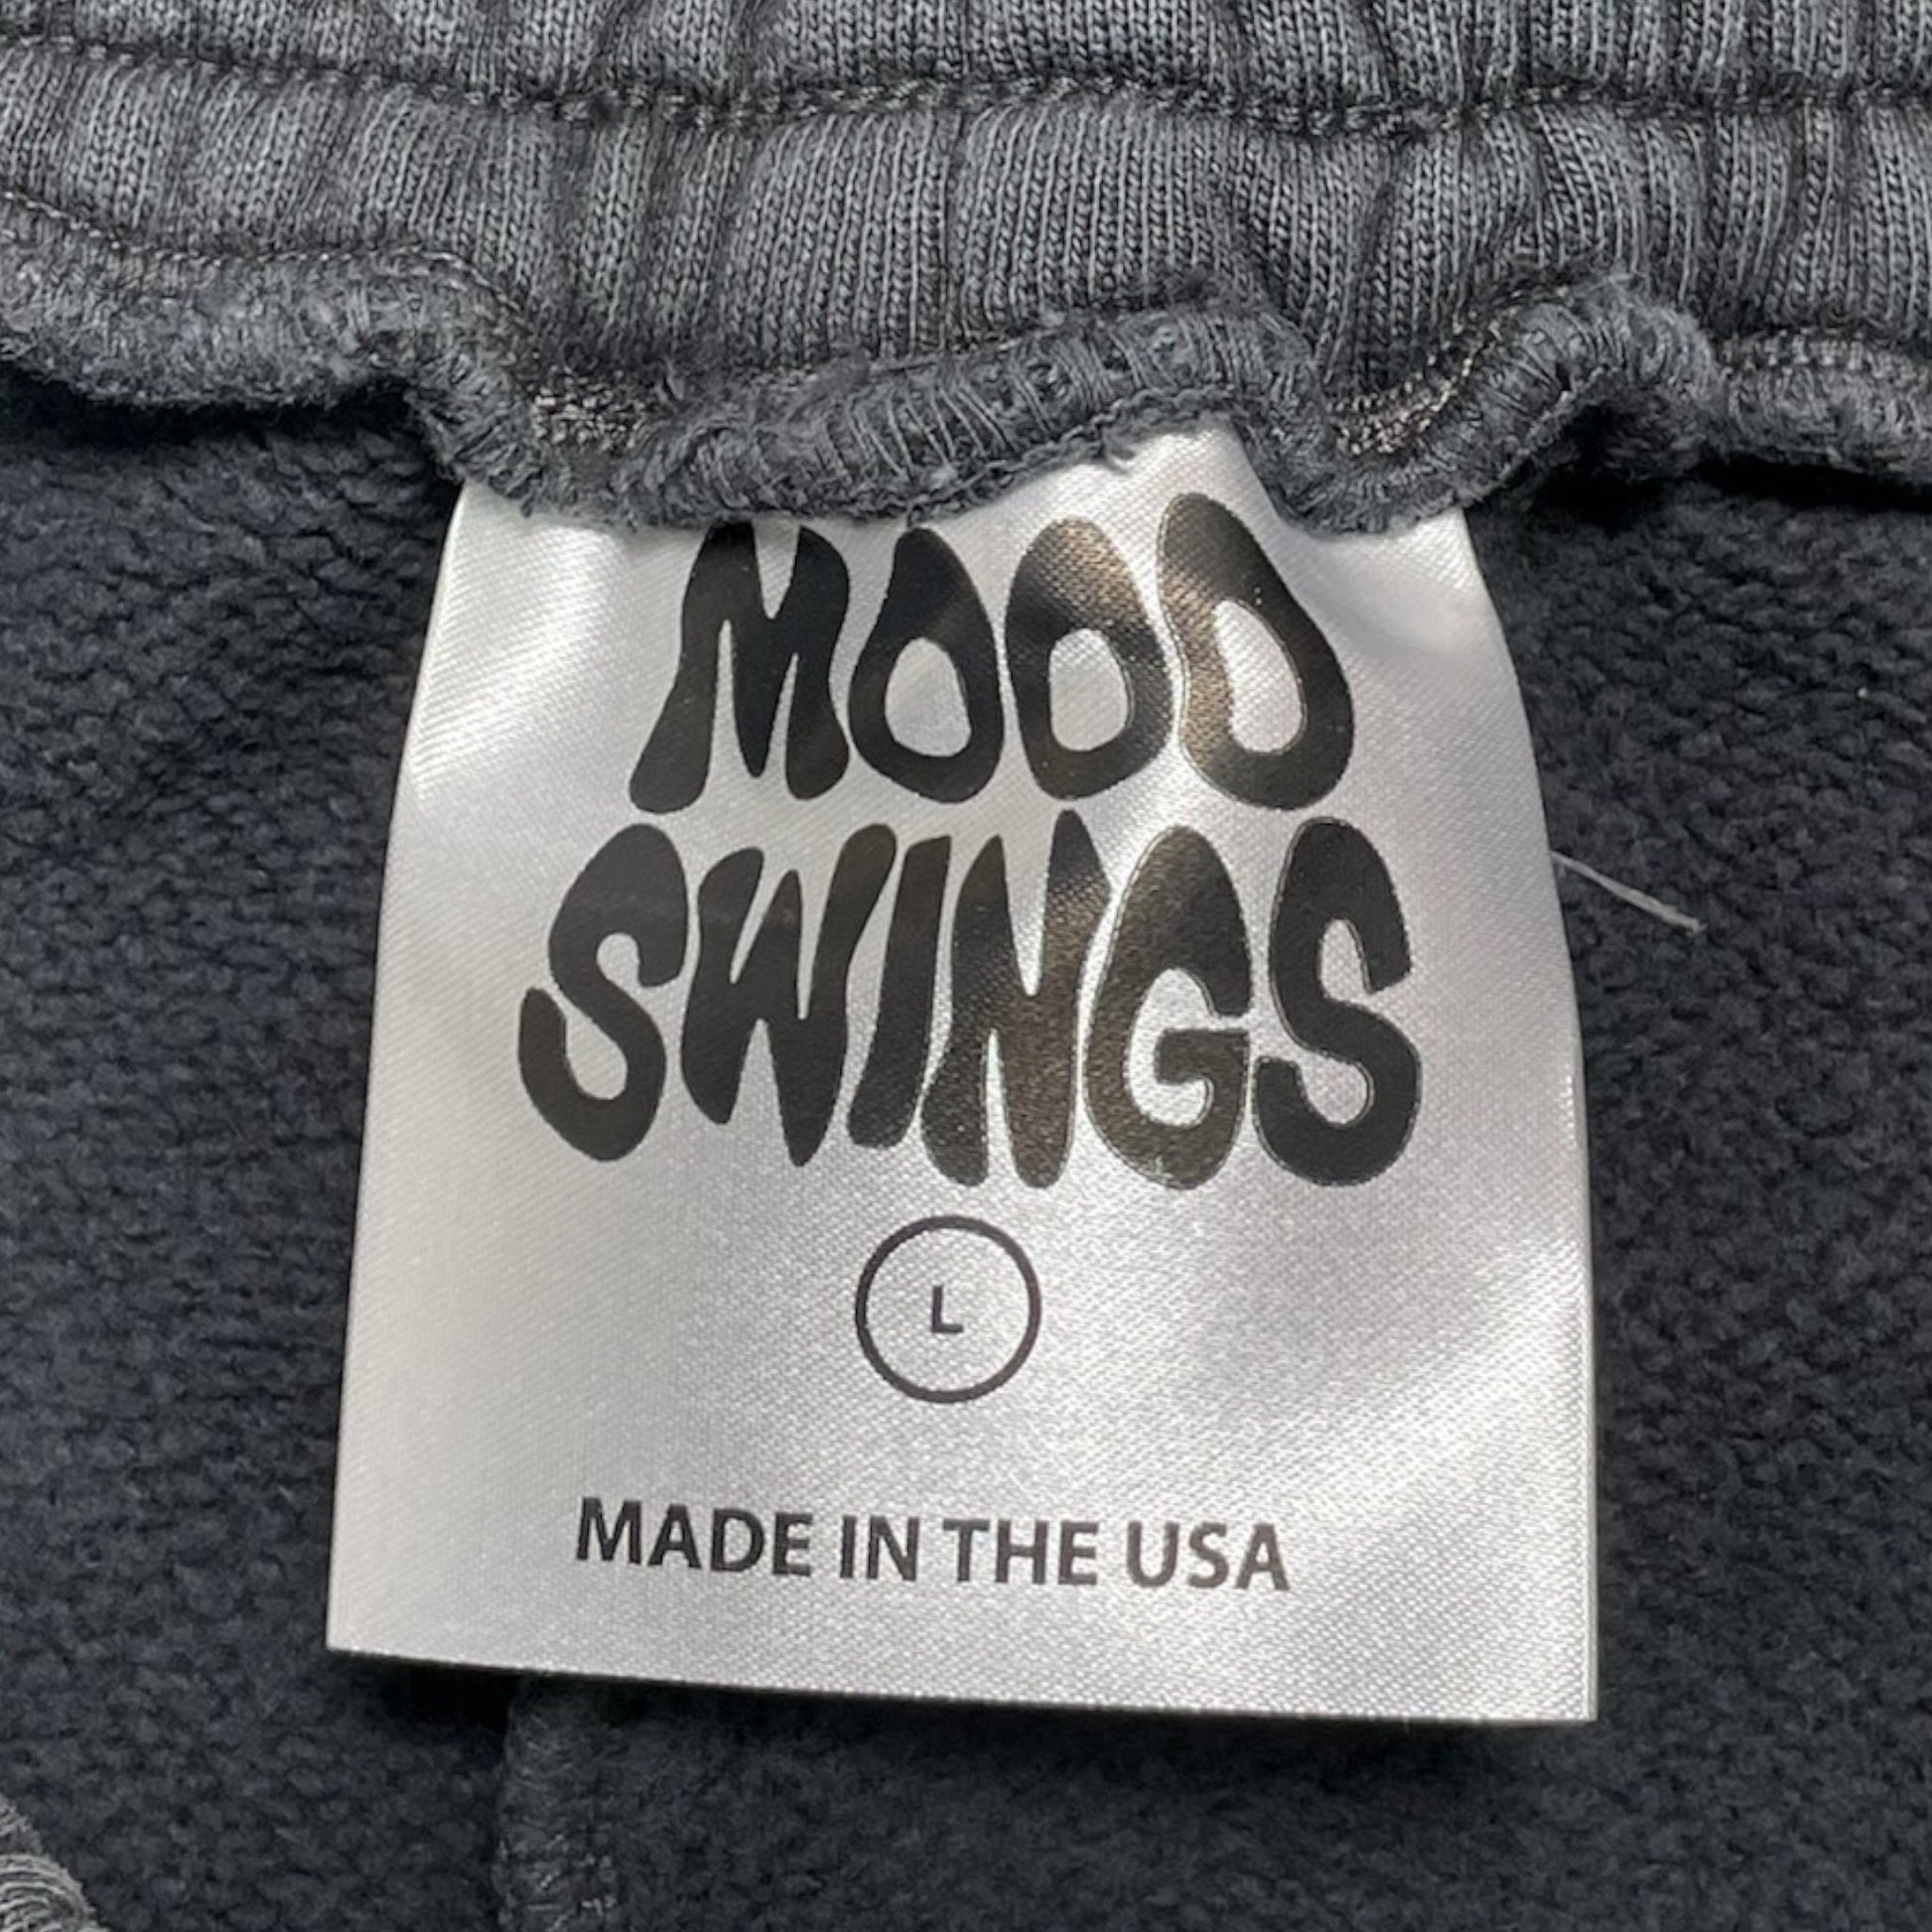 MOOD
SWINGS
L
MADE IN THE USA